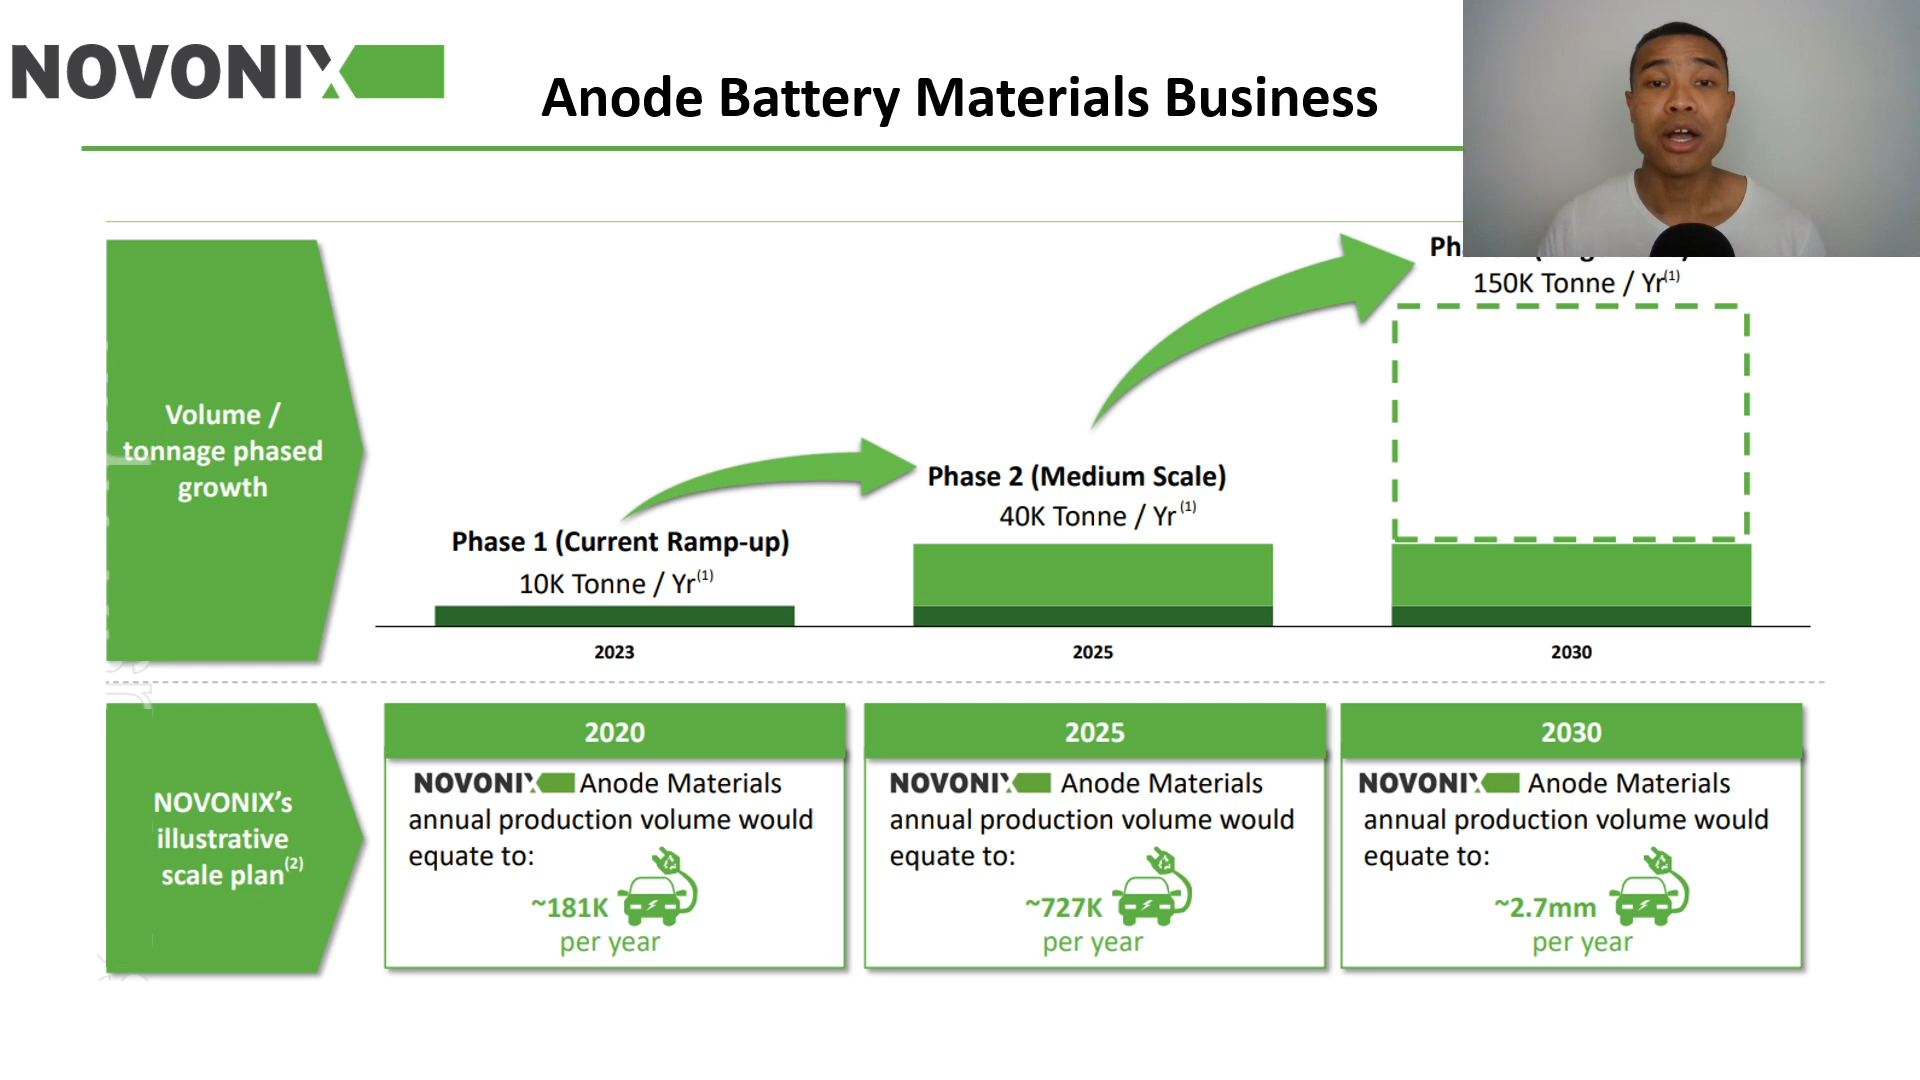 NOVONIX
Anode Battery Materials Business
Volume /
tonnage phased
growth
Phase 1 (Current Ramp-up)
10K Tonne / Yr(1)
2023
Phase 2 (Medium Scale)
40K Tonne / Yr (1)
2025
150K Tonne / Yr(1)
2030
NOVONIX's
illustrative
scale plan(2)
2020
NOVONIX Anode Materials
annual production volume would
equate to:
~181K
per year
2025
NOVONIX Anode Materials
annual production volume would
equate to:
~727K
per year
2030
NOVONIX Anode Materials
annual production volume would
equate to:
~2.7mm
per year